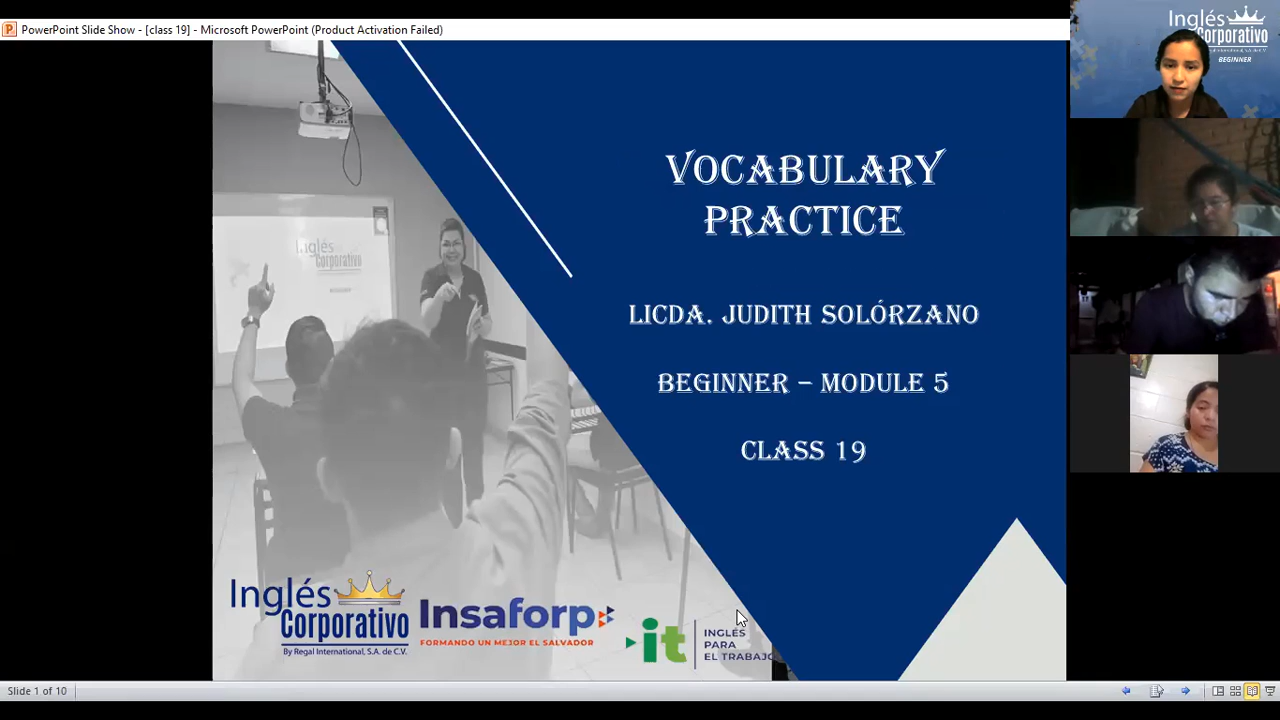 PowerPoint Slide Show - [class 19] - Microsoft PowerPoint (Product Activation Failed)
Inglés
Corporativo
BEGINNER
VOCABULARY
PRACTICE
LICDA. JUDITH SOLÓRZANO
BEGINNER – MODULE 5
CLASS 19
Inglés
Corporativo
Inglés
Corporativo
By Regal International, S.A. de C.V.
Insaforp
FORMANDO UN MEJOR EL SALVADOR
it
INGLÉS
PARA
EL TRABAJO
Slide 1 of 10